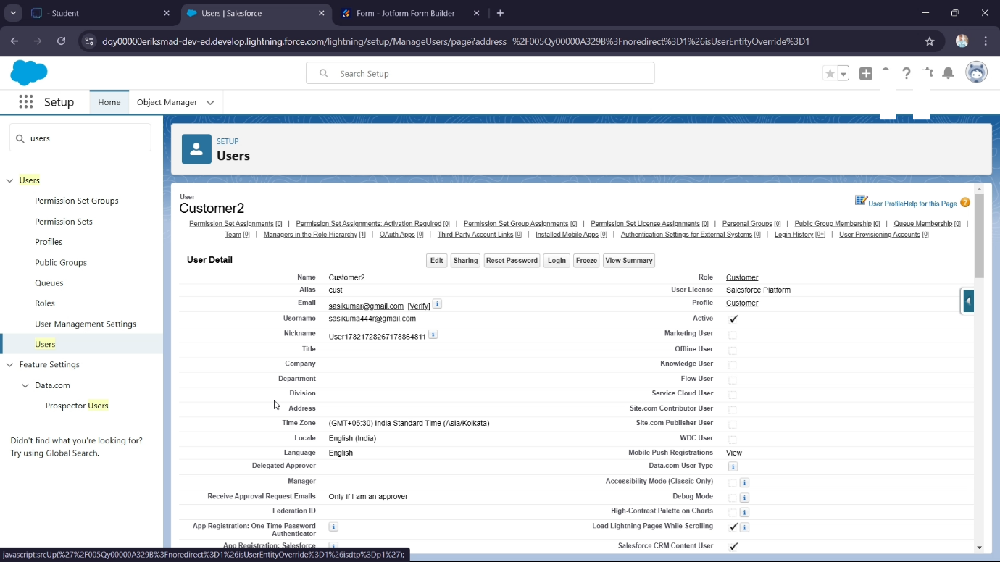 - Student
Users | Salesforce
Form - Jotform Form Builder
dqy00000eriksmad-dev-ed.develop.lightning.force.com/lightning/setup/ManageUsers/page?address=%2F005Qy00000A329B%3Fnoredirect%3D1%26isUserEntityOverride%3D1
Search Setup
Setup
Home
Object Manager
users
SETUP
Users
Users
Permission Set Groups
Permission Sets
Profiles
Public Groups
Queues
Roles
User Management Settings
Users
Feature Settings
Data.com
Prospector Users
Didn't find what you're looking for?
Try using Global Search.
User
Customer2
User Profile Help for this Page
Permission Set Assignments [0] | Permission Set Assignments: Activation Required [0] | Permission Set Group Assignments [0] | Permission Set License Assignments [0] | Personal Groups [0] | Public Group Membership [0] | Queue Membership [0] |
Team [0] | Managers in the Role Hierarchy [1] | OAuth Apps [0] | Third-Party Account Links [0] | Installed Mobile Apps [0] | Authentication Settings for External Systems [0] | Login History [0+] | User Provisioning Accounts [0]
User Detail Edit Sharing Reset Password Login Freeze View Summary
Name Customer2 Role Customer
Alias cust User License Salesforce Platform
Email sasikumar@gmail.com [Verify] i Profile Customer
Username sasikuma444r@gmail.com Active
Nickname User17321728267178864811 i Marketing User
Title Offline User
Company Knowledge User
Department Flow User
Division Service Cloud User
Address Site.com Contributor User
Time Zone (GMT+05:30) India Standard Time (Asia/Kolkata) Site.com Publisher User
Locale English (India) WDC User
Language English Mobile Push Registrations View
Delegated Approver Data.com User Type i
Manager Accessibility Mode (Classic Only) i
Receive Approval Request Emails Only if I am an approver Debug Mode i
Federation ID High-Contrast Palette on Charts i
App Registration: One-Time Password Authenticator i Load Lightning Pages While Scrolling i
App Registration: Salesforce i Salesforce CRM Content User
javascript:srcUp(%27%2F005Qy00000A329B%3Fnoredirect%3D1%26isUserEntityOverride%3D1%26isdtp%3Dp1%27);